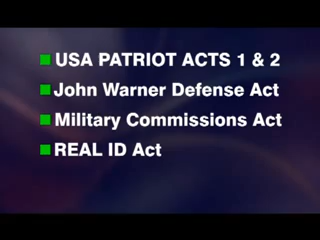 USA PATRIOT ACTS 1 & 2
John Warner Defense Act
Military Commissions Act
REAL ID Act